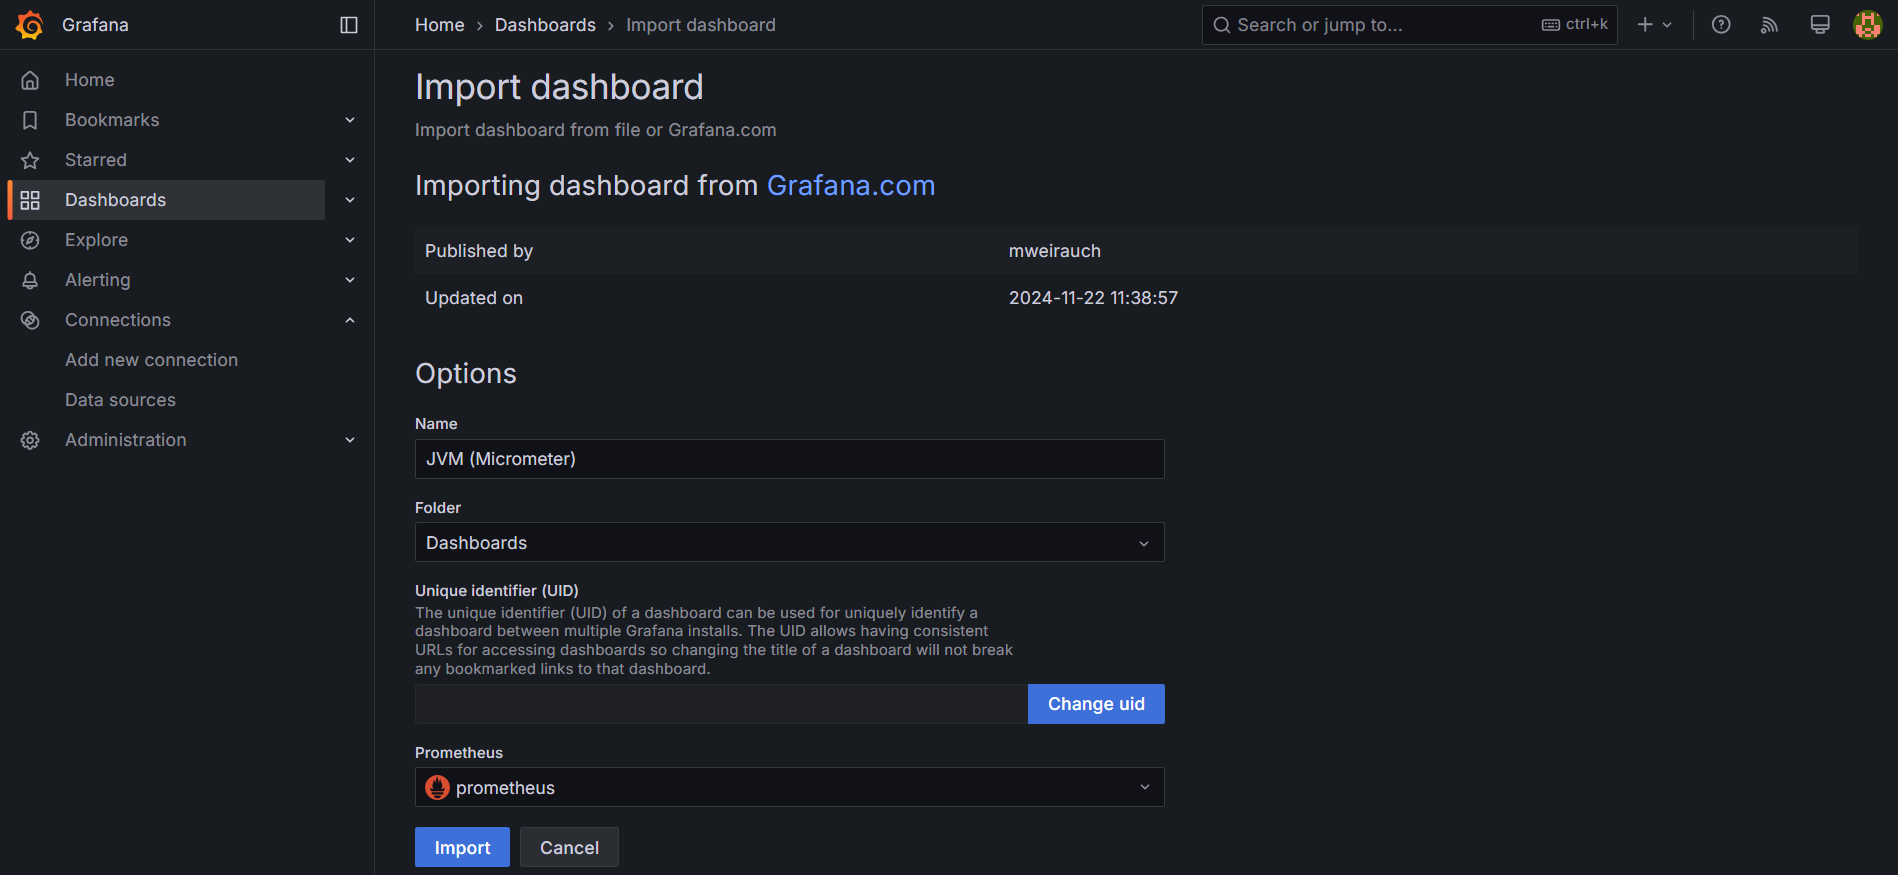 Grafana
Home › Dashboards › Import dashboard
Search or jump to... ctrl+k
Home
Bookmarks
Starred
Dashboards
Explore
Alerting
Connections
Add new connection
Data sources
Administration
Import dashboard
Import dashboard from file or Grafana.com
Importing dashboard from Grafana.com
Published by mweirauch
Updated on 2024-11-22 11:38:57
Options
Name
JVM (Micrometer)
Folder
Dashboards
Unique identifier (UID)
The unique identifier (UID) of a dashboard can be used for uniquely identify a
dashboard between multiple Grafana installs. The UID allows having consistent
URLs for accessing dashboards so changing the title of a dashboard will not break
any bookmarked links to that dashboard.
Change uid
Prometheus
prometheus
Import Cancel